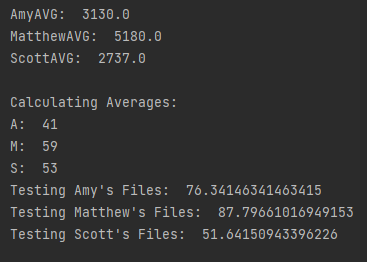 AmyAVG:  3130.0
MatthewAVG:  5180.0
ScottAVG:  2737.0
Calculating Averages:
A:  41
M:  59
S:  53
Testing Amy's Files:  76.34146341463415
Testing Matthew's Files:  87.79661016949153
Testing Scott's Files:  51.64150943396226